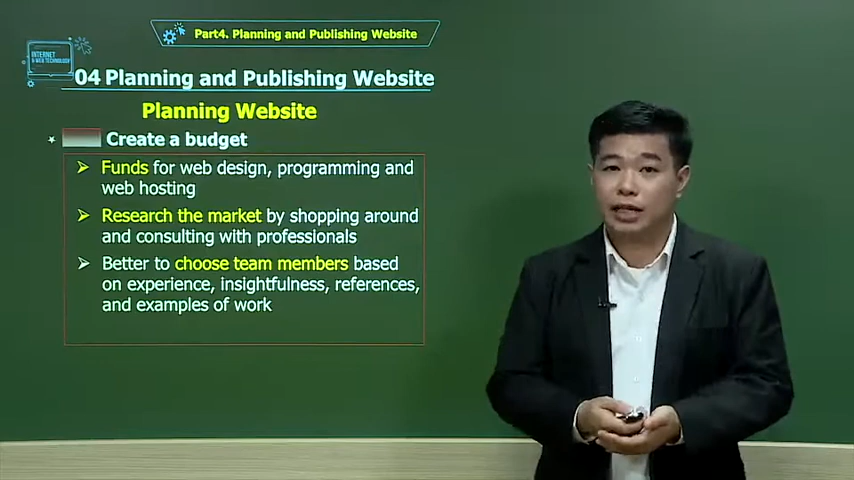 Part4. Planning and Publishing Website
INTERNET
& WEB TECHNOLOGY
04 Planning and Publishing Website
Planning Website
Create a budget
Funds for web design, programming and
web hosting
Research the market by shopping around
and consulting with professionals
Better to choose team members based
on experience, insightfulness, references,
and examples of work